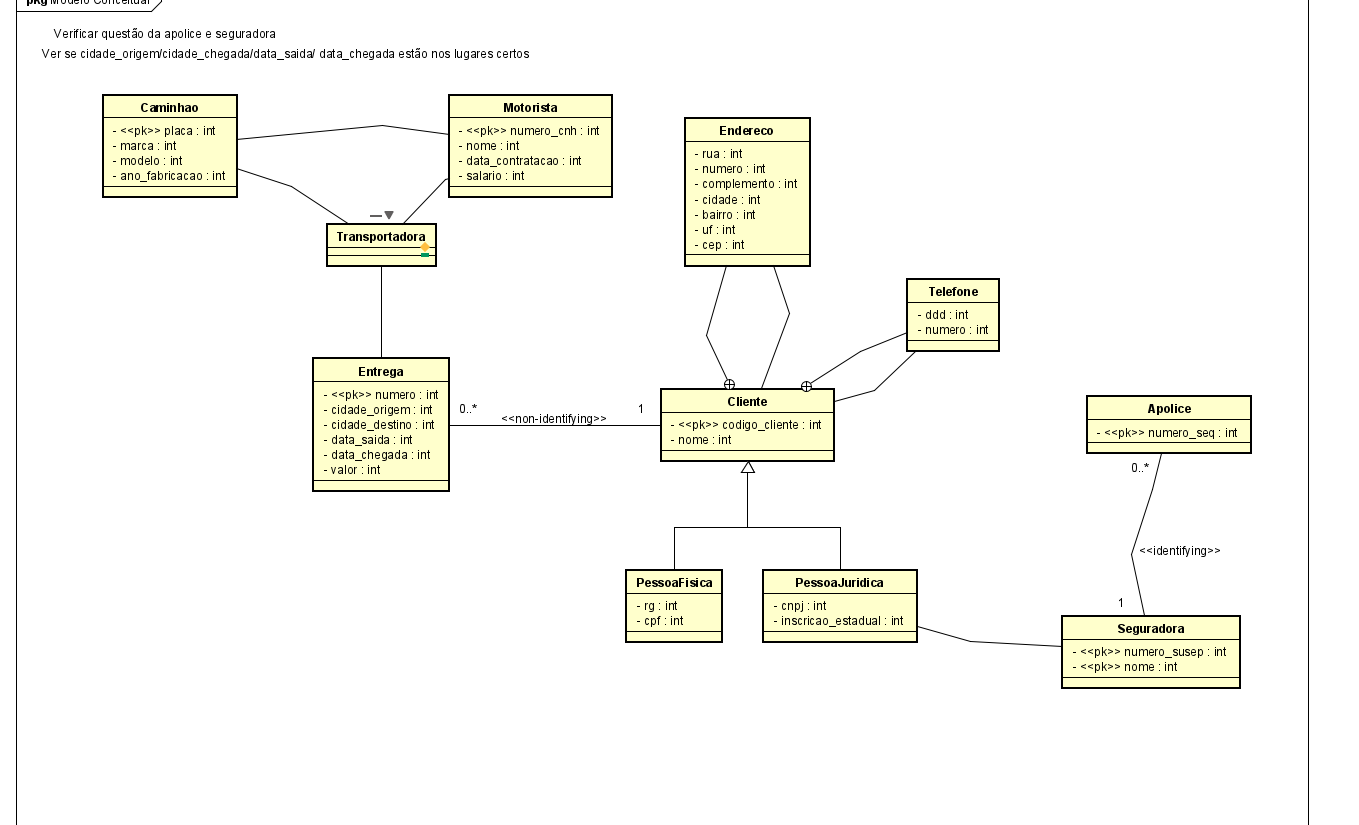 pkg Modelo Conceitual
Verificar questão da apolice e seguradora
Ver se cidade_origem/cidade_chegada/data_saida/ data_chegada estão nos lugares certos
Caminhao
- <<pk>> placa : int
- marca : int
- modelo : int
- ano_fabricacao : int
Motorista
- <<pk>> numero_cnh : int
- nome : int
- data_contratacao : int
- salario : int
Endereco
- rua : int
- numero : int
- complemento : int
- cidade : int
- bairro : int
- uf : int
- cep : int
Transportadora
Telefone
- ddd : int
- numero : int
Entrega
- <<pk>> numero : int
- cidade_origem : int
- cidade_destino : int
- data_saida : int
- data_chegada : int
- valor : int
0..*
<<non-identifying>>
1
Cliente
- <<pk>> codigo_cliente : int
- nome : int
Apolice
- <<pk>> numero_seq : int
0..*
<<identifying>>
1
PessoaFisica
- rg : int
- cpf : int
PessoaJuridica
- cnpj : int
- inscricao_estadual : int
Seguradora
- <<pk>> numero_susep : int
- <<pk>> nome : int